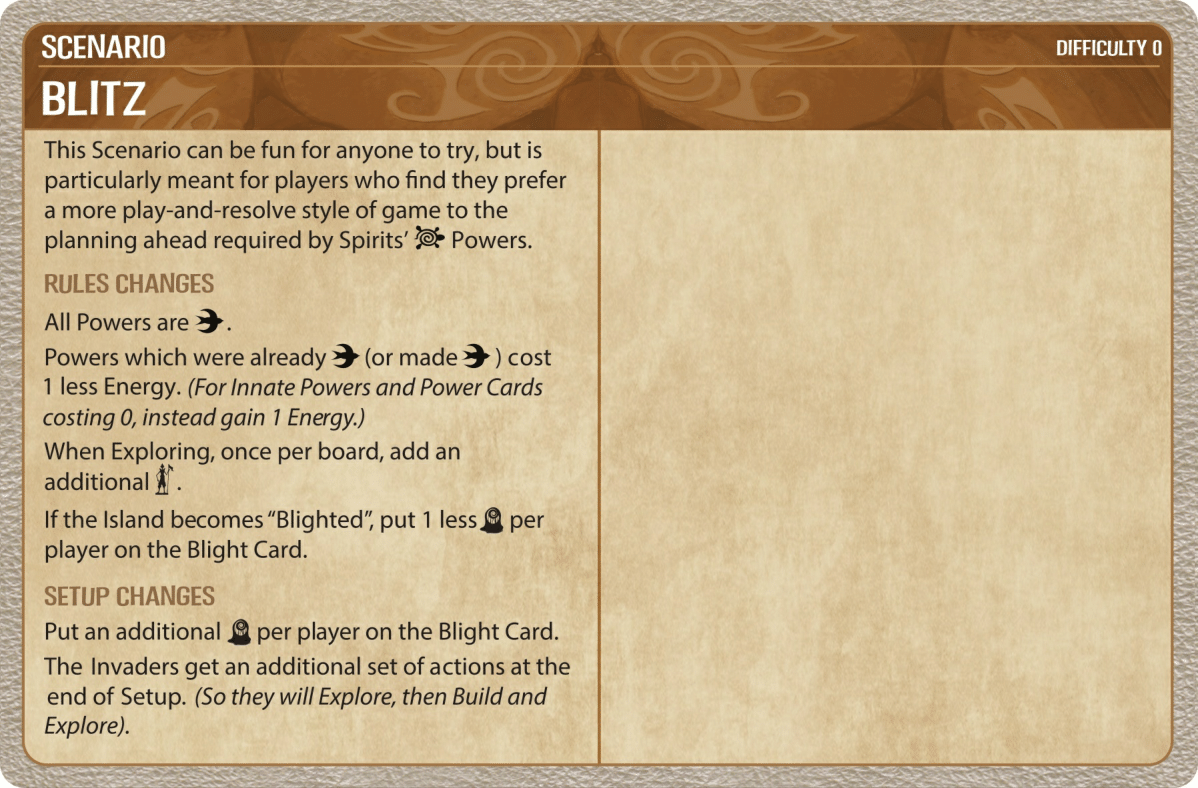 SCENARIO
DIFFICULTY 0
BLITZ
This Scenario can be fun for anyone to try, but is
particularly meant for players who find they prefer
a more play-and-resolve style of game to the
planning ahead required by Spirits’ Powers.
RULES CHANGES
All Powers are .
Powers which were already (or made ) cost
1 less Energy. (For Innate Powers and Power Cards
costing 0, instead gain 1 Energy.)
When Exploring, once per board, add an
additional .
If the Island becomes “Blighted”, put 1 less per
player on the Blight Card.
SETUP CHANGES
Put an additional per player on the Blight Card.
The Invaders get an additional set of actions at the
end of Setup. (So they will Explore, then Build and
Explore).